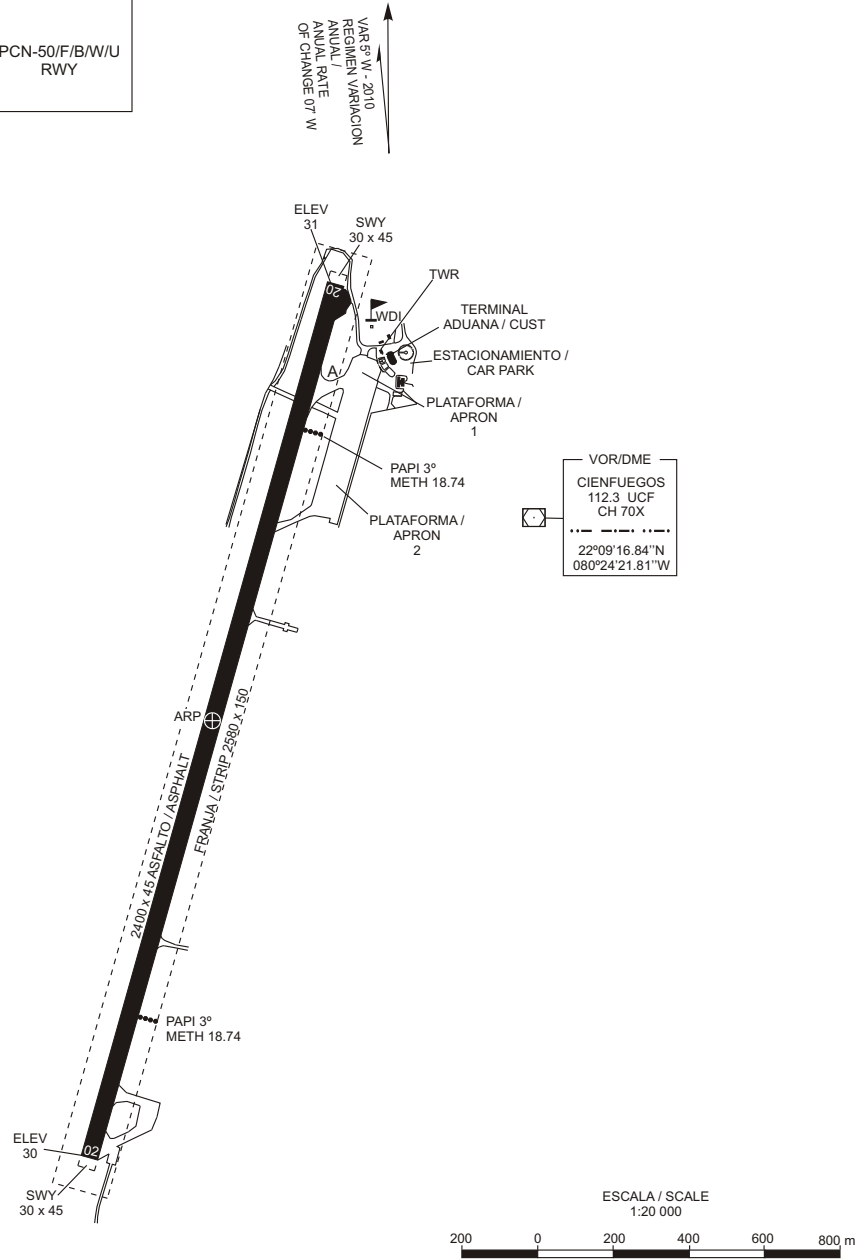 PCN-50/F/B/W/U
RWY
VAR 5º W - 2010
REGIMEN VARIACION
ANUAL /
ANUAL RATE
OF CHANGE 07' W
ELEV
31
SWY
30 x 45
20
TWR
WDI
TERMINAL
ADUANA / CUST
ESTACIONAMIENTO /
CAR PARK
A
PLATAFORMA /
APRON
1
PAPI 3º
METH 18.74
PLATAFORMA /
APRON
2
VOR/DME
CIENFUEGOS
112.3 UCF
CH 70X
22º09'16.84''N
080º24'21.81''W
ARP
2400 x 45 ASFALTO / ASPHALT
FRANJA / STRIP 2580 x 150
PAPI 3º
METH 18.74
ELEV
30
02
SWY
30 x 45
ESCALA / SCALE
1:20 000
200 0 200 400 600 800 m